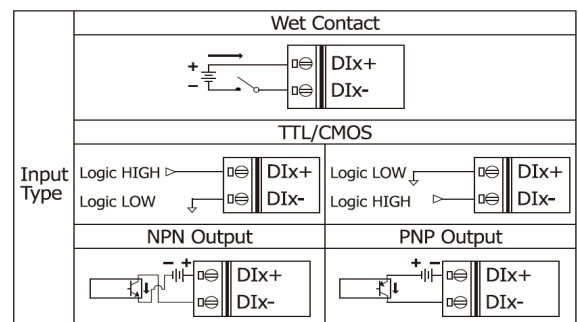 Wet Contact
+
−
DIx+
DIx-
TTL/CMOS
Input
Type
Logic HIGH
DIx+
Logic LOW
DIx-
Logic LOW
DIx+
Logic HIGH
DIx-
NPN Output
PNP Output
− +
DIx+
DIx-
+ −
DIx+
DIx-